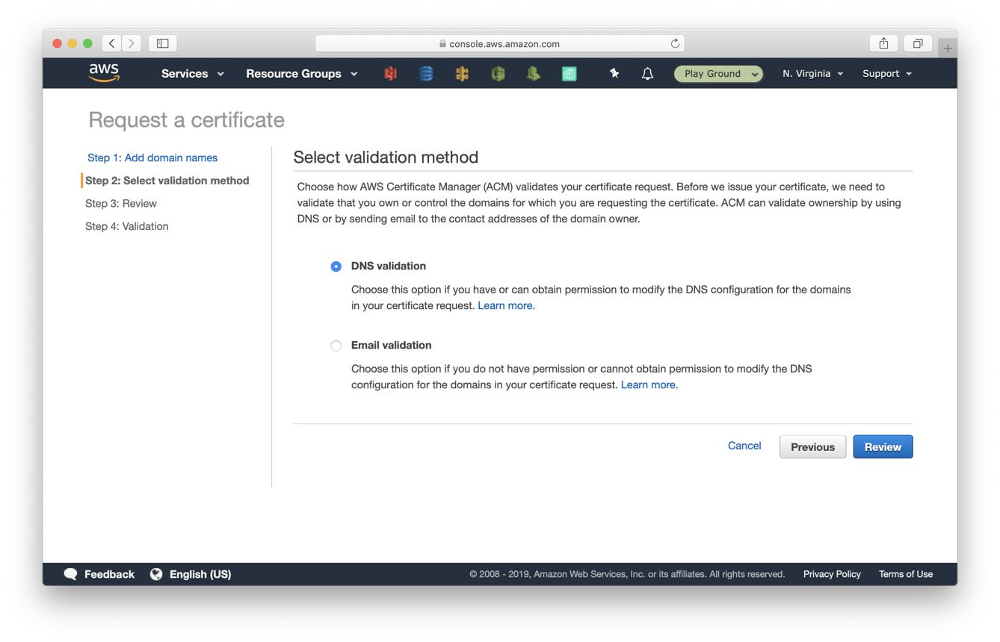 console.aws.amazon.com
aws
Services
Resource Groups
Play Ground
N. Virginia
Support
Request a certificate
Step 1: Add domain names
Step 2: Select validation method
Step 3: Review
Step 4: Validation
Select validation method
Choose how AWS Certificate Manager (ACM) validates your certificate request. Before we issue your certificate, we need to
validate that you own or control the domains for which you are requesting the certificate. ACM can validate ownership by using
DNS or by sending email to the contact addresses of the domain owner.
DNS validation
Choose this option if you have or can obtain permission to modify the DNS configuration for the domains
in your certificate request. Learn more.
Email validation
Choose this option if you do not have permission or cannot obtain permission to modify the DNS
configuration for the domains in your certificate request. Learn more.
Cancel
Previous
Review
Feedback
English (US)
© 2008 - 2019, Amazon Web Services, Inc. or its affiliates. All rights reserved.
Privacy Policy
Terms of Use